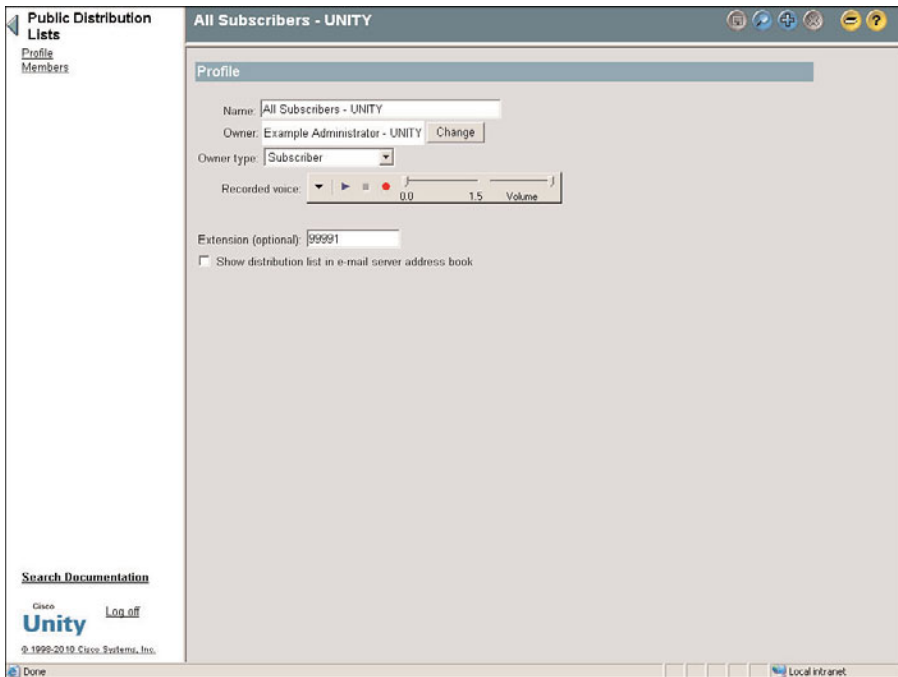 Public Distribution
Lists
Profile
Members
All Subscribers - UNITY
Profile
Name: All Subscribers - UNITY
Owner: Example Administrator - UNITY Change
Owner type: Subscriber
Recorded voice:
0.0 1.5 Volume
Extension (optional): 99991
Show distribution list in e-mail server address book
Search Documentation
Cisco
Unity
Log off
© 1998-2010 Cisco Systems, Inc.
Done
Local intranet